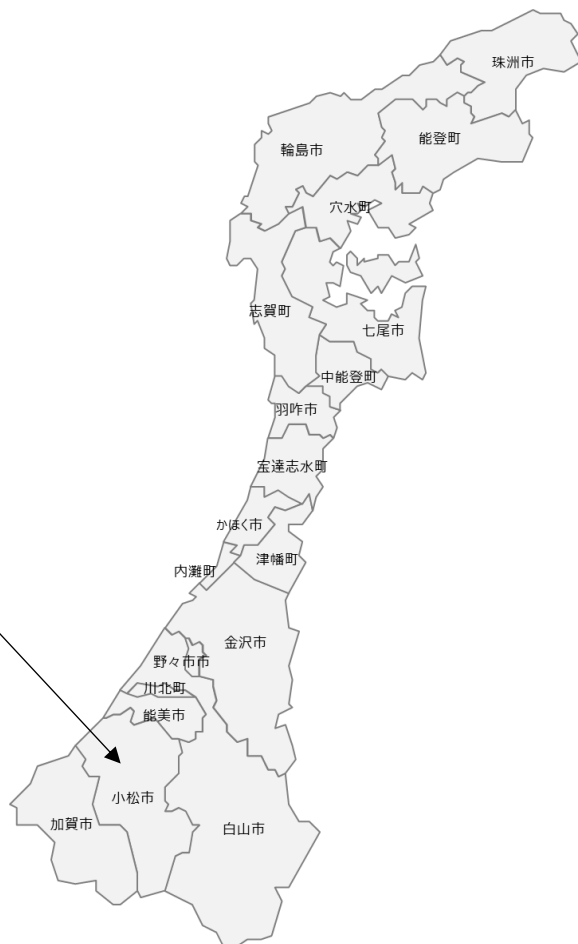 珠洲市
能登町
輪島市
穴水町
志賀町
七尾市
中能登町
羽咋市
宝達志水町
かほく市
津幡町
内灘町
金沢市
野々市市
川北町
能美市
小松市
加賀市
白山市